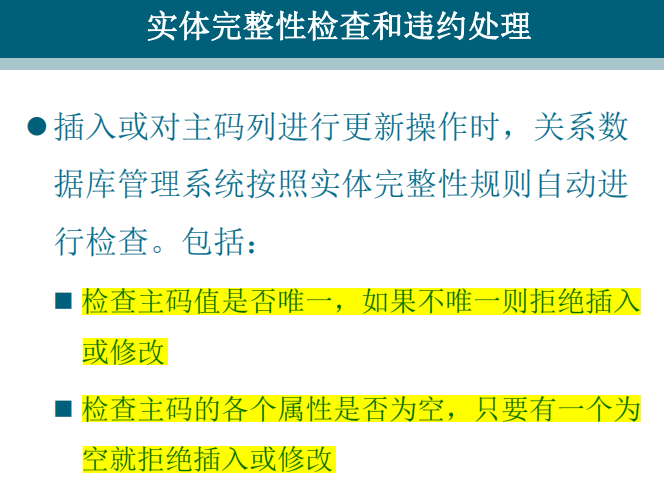 实体完整性检查和违约处理
●插入或对主码列进行更新操作时，关系数
据库管理系统按照实体完整性规则自动进
行检查。包括：
■ 检查主码值是否唯一，如果不唯一则拒绝插入
或修改
■ 检查主码的各个属性是否为空，只要有一个为
空就拒绝插入或修改